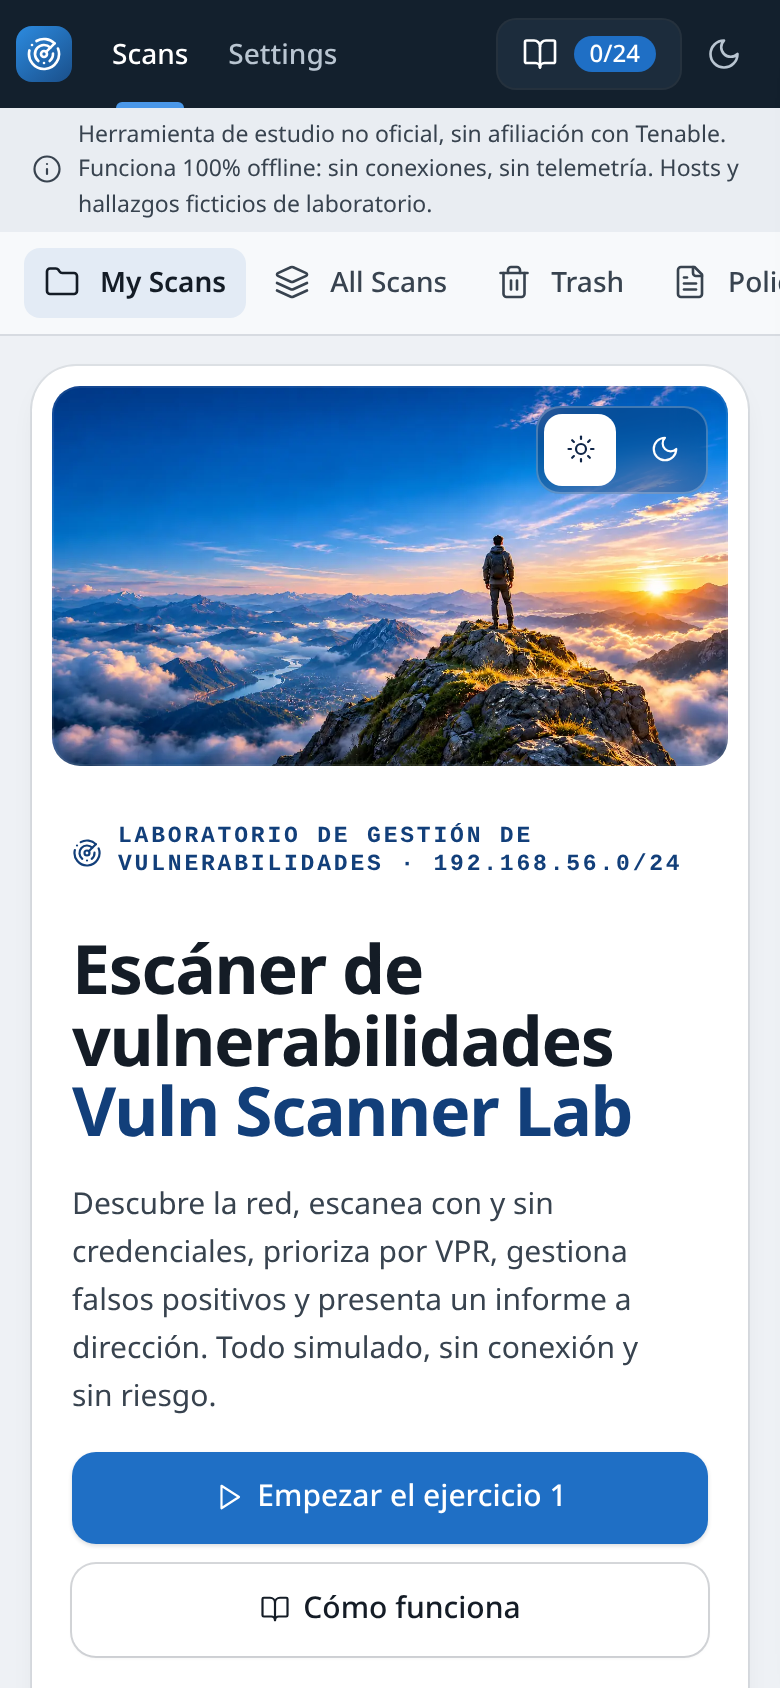 Scans Settings 0/24
Herramienta de estudio no oficial, sin afiliación con Tenable.
Funciona 100% offline: sin conexiones, sin telemetría. Hosts y
hallazgos ficticios de laboratorio.
My Scans All Scans Trash Poli
LABORATORIO DE GESTIÓN DE
VULNERABILIDADES · 192.168.56.0/24
Escáner de
vulnerabilidades
Vuln Scanner Lab
Descubre la red, escanea con y sin
credenciales, prioriza por VPR, gestiona
falsos positivos y presenta un informe a
dirección. Todo simulado, sin conexión y
sin riesgo.
Empezar el ejercicio 1
Cómo funciona